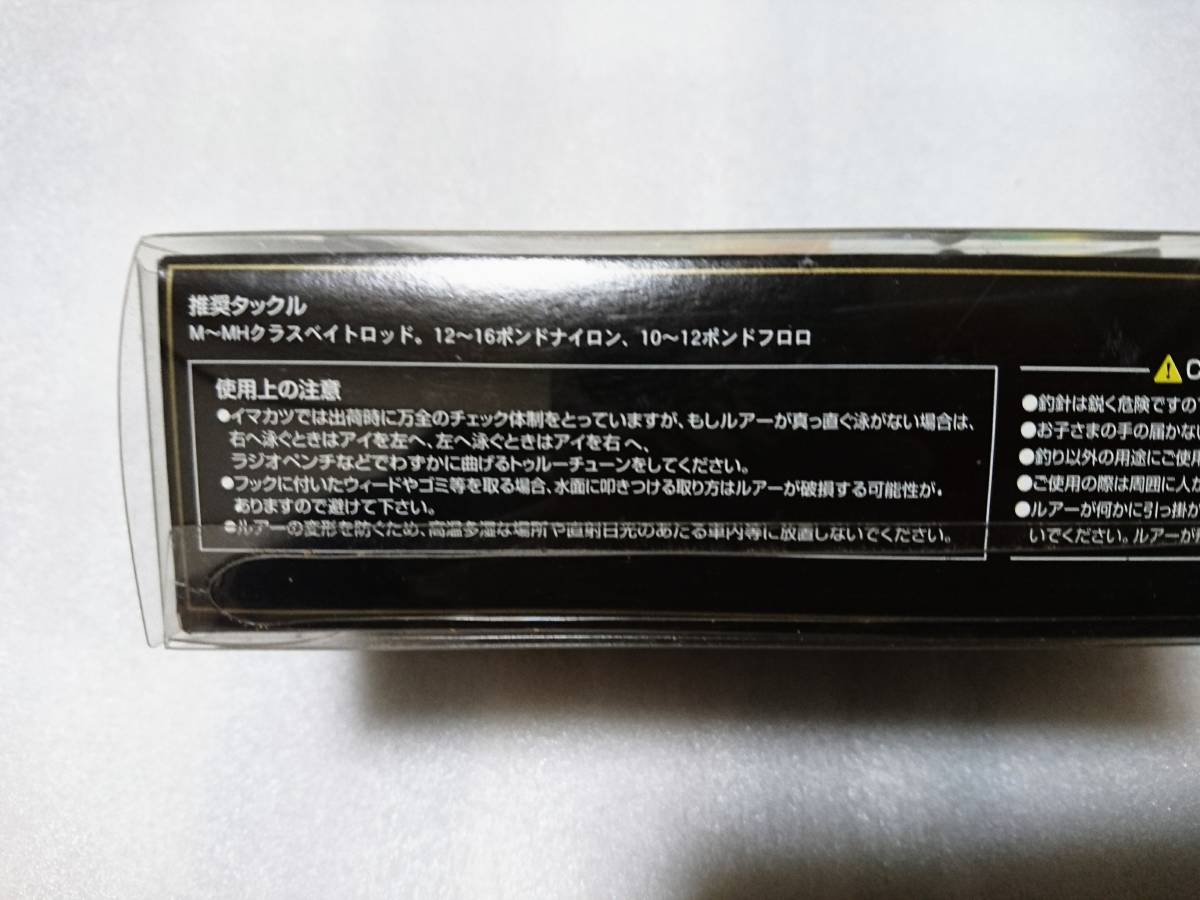 推奨タックル
M～MHクラスベイトロッド。12～16ポンドナイロン、10～12ポンドフロロ
使用上の注意
●イマカツでは出荷時に万全のチェック体制をとっていますが、もしルアーが真っ直ぐ泳がない場合は、
右へ泳ぐときはアイを左へ、左へ泳ぐときはアイを右へ、
ラジオペンチなどでわずかに曲げるトゥルーチューンをしてください。
●フックに付いたウィードやゴミ等を取る場合、水面に叩きつける取り方はルアーが破損する可能性が
ありますので避けて下さい。
●ルアーの変形を防ぐため、高温多湿な場所や直射日光のあたる車内等に放置しないでください。
C
●釣針は鋭く危険ですので
●お子さまの手の届かない
●釣り以外の用途にご使用
●ご使用の際は周囲に人が
●ルアーが何かに引っ掛か
いでください。ルアーが